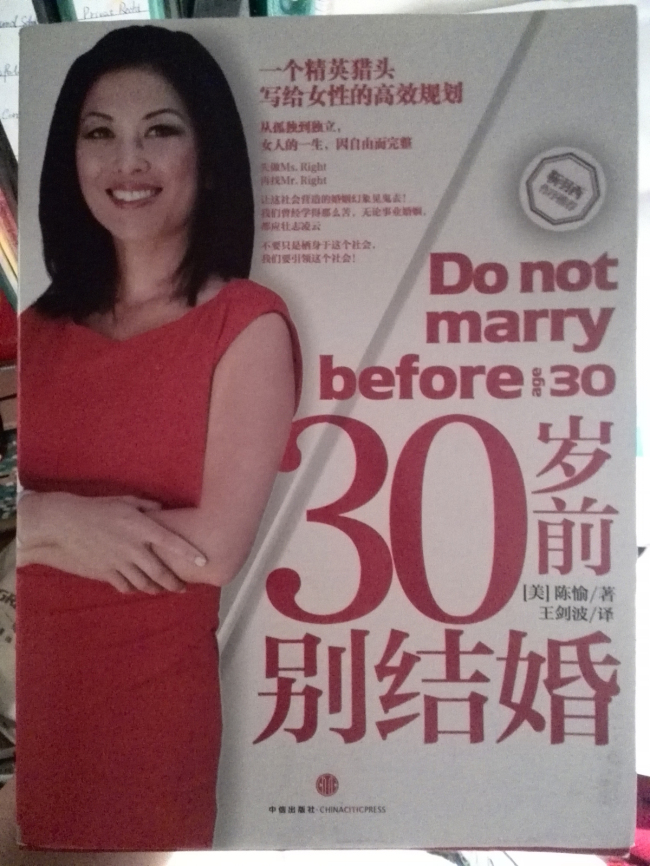 一个精英猎头
写给女性的高效规划
从孤独到独立，
女人的一生，因自由而完整
先做Ms. Right
再找Mr. Right
让这社会营造的婚姻幻象见鬼去！
我们曾经学得那么苦，无论事业婚姻，
都应壮志凌云
不要只是栖身于这个社会，
我们要引领这个社会！
Do not
marry
before age 30
30岁前
[美] 陈愉/著
王剑波/译
别结婚
中信出版社·CHINACITICPRESS